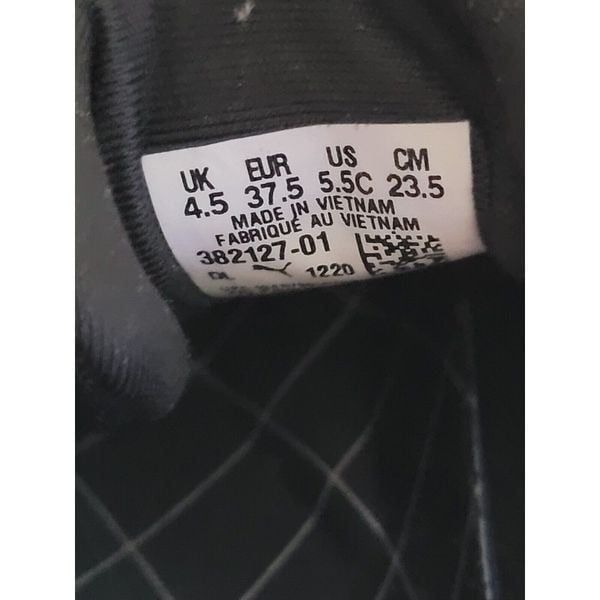 UK EUR US CM
4.5 37.5 5.5C 23.5
MADE IN VIETNAM
FABRIQUÉ AU VIETNAM
382127-01
DL 1220